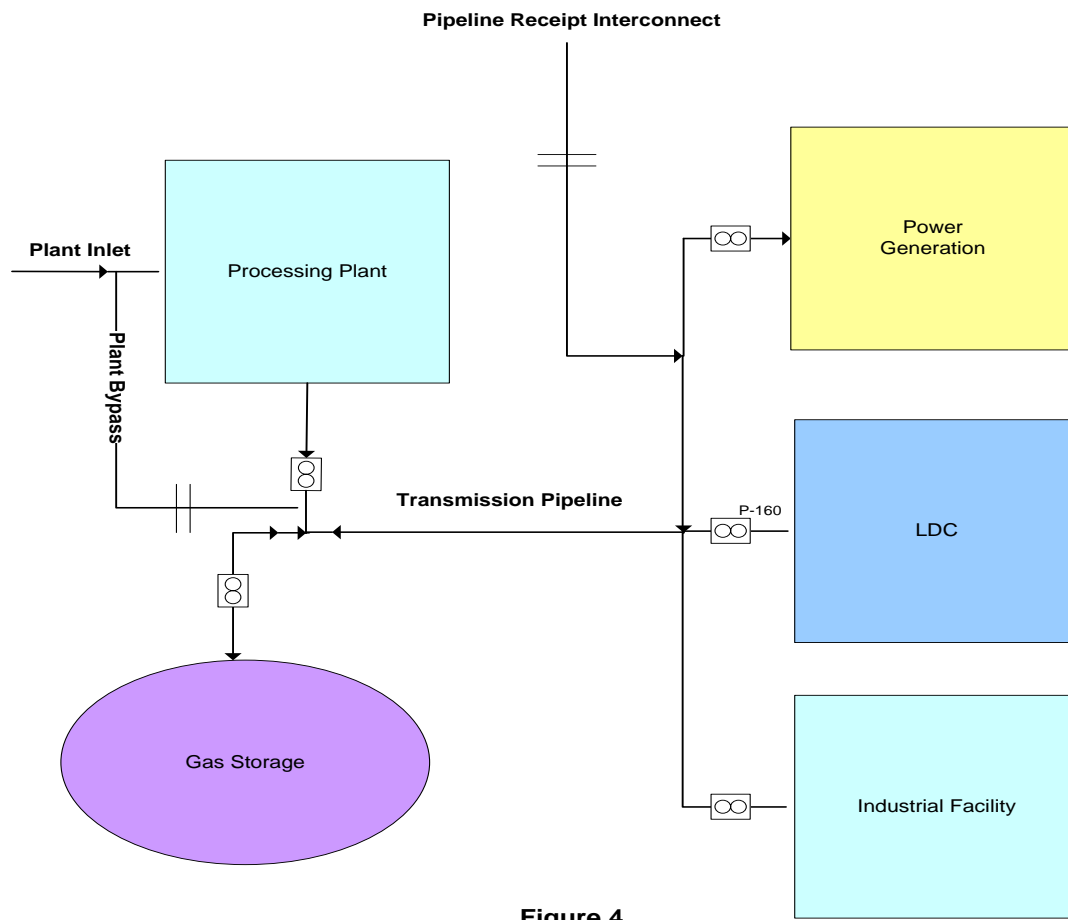 Pipeline Receipt Interconnect
Power
Generation
Plant Inlet
Processing Plant
Plant Bypass
Transmission Pipeline
P-160
LDC
Gas Storage
Industrial Facility
Figure 4